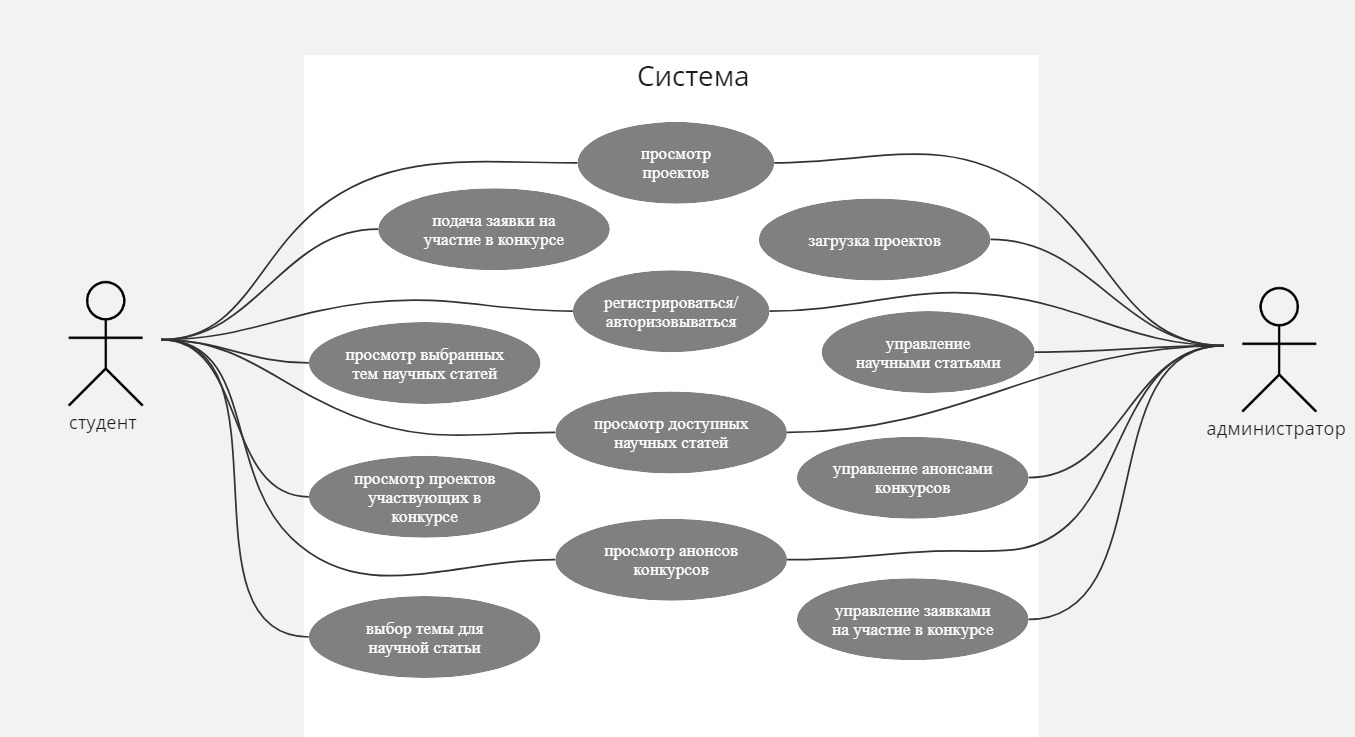 Система
просмотр
проектов
подача заявки на
участие в конкурсе
загрузка проектов
регистрироваться/
авторизовываться
просмотр выбранных
тем научных статей
управление
научными статьями
студент
просмотр доступных
научных статей
администратор
управление анонсами
конкурсов
просмотр проектов
участвующих в
конкурсе
просмотр анонсов
конкурсов
управление заявками
на участие в конкурсе
выбор темы для
научной статьи